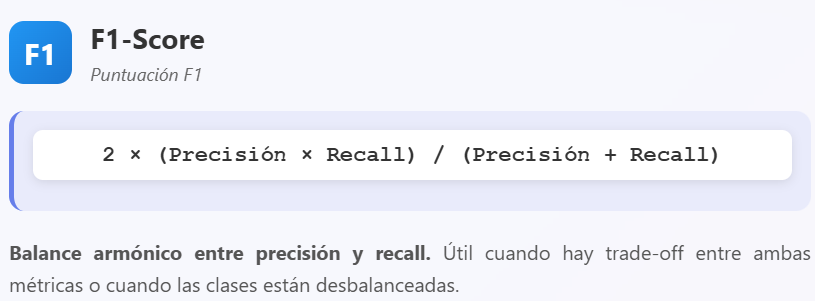 F1
F1-Score
Puntuación F1
2 × (Precisión × Recall) / (Precisión + Recall)
Balance armónico entre precisión y recall. Útil cuando hay trade-off entre ambas
métricas o cuando las clases están desbalanceadas.